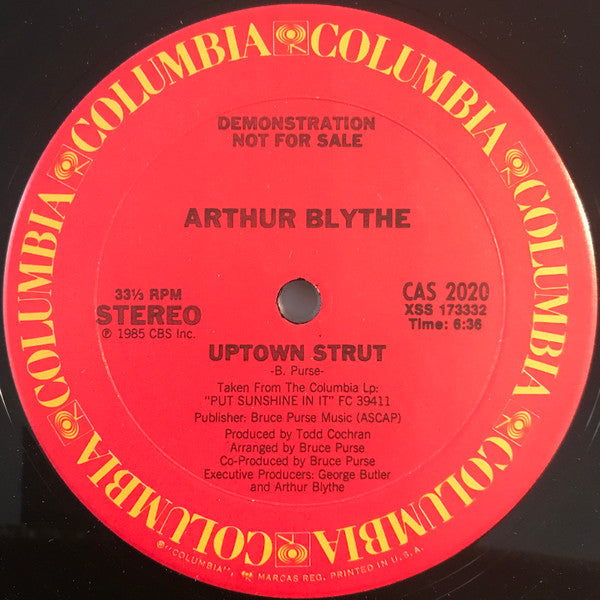 COLUMBIA COLUMBIA COLUMBIA COLUMBIA COLUMBIA COLUMBIA COLUMBIA
DEMONSTRATION
NOT FOR SALE
ARTHUR BLYTHE
33⅓ RPM
STEREO
℗ 1985 CBS Inc.
CAS 2020
XSS 173332
Time: 6:36
UPTOWN STRUT
-B. Purse-
Taken From The Columbia Lp:
"PUT SUNSHINE IN IT" FC 39411
Publisher: Bruce Purse Music (ASCAP)
Produced by Todd Cochran
Arranged by Bruce Purse
Co-Produced by Bruce Purse
Executive Producers: George Butler
and Arthur Blythe
®"COLUMBIA", MARCAS REG. PRINTED IN U.S.A.